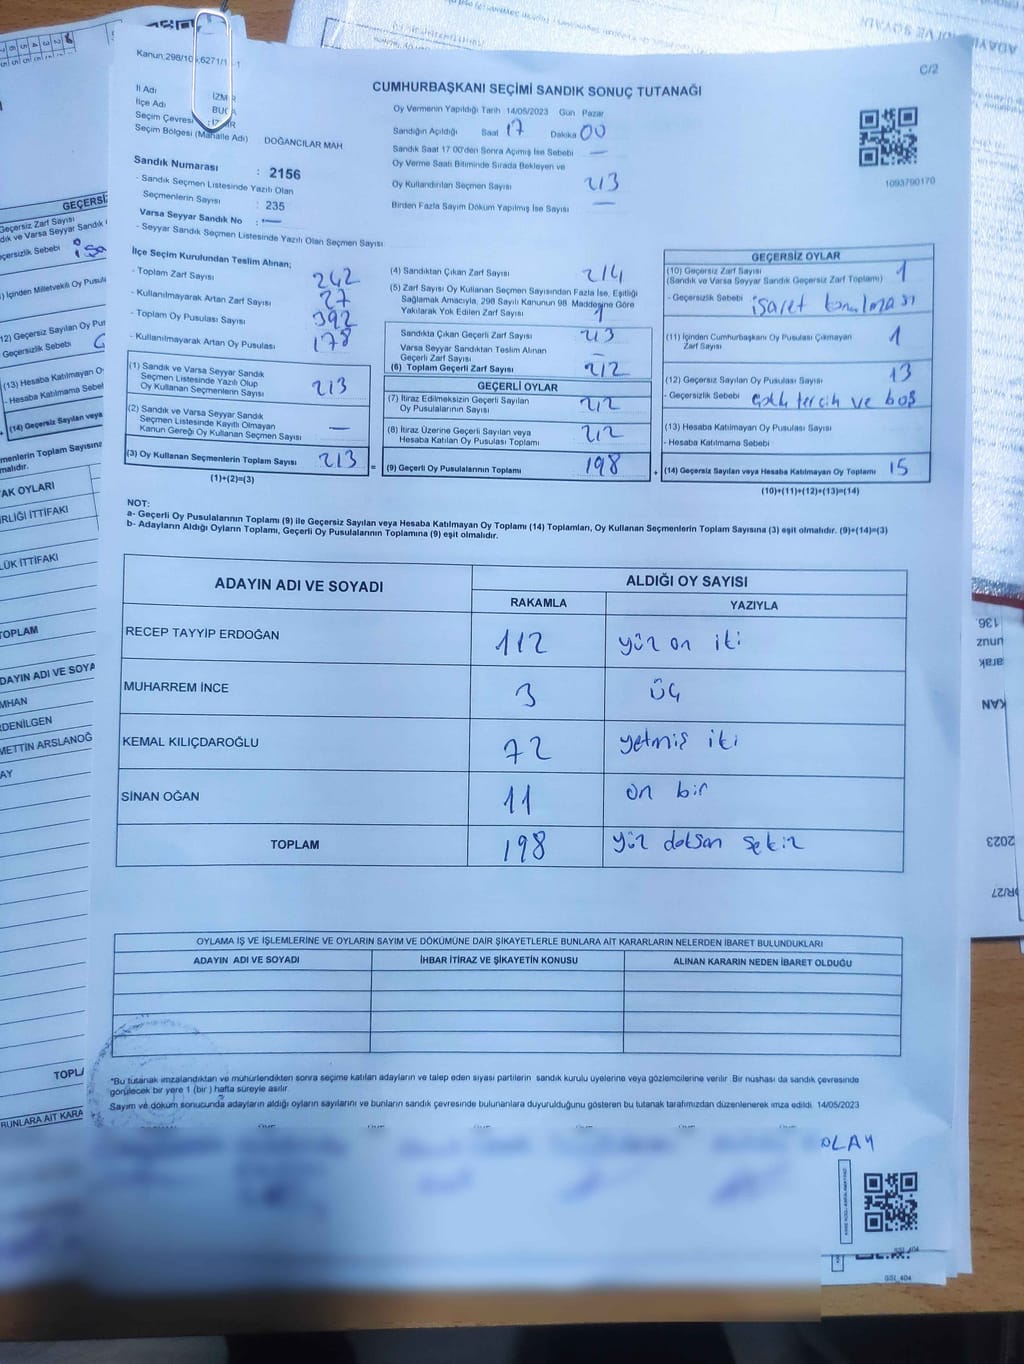 Kanun:298/10
6271/1
-1
C/2
CUMHURBAŞKANI SEÇİMİ SANDIK SONUÇ TUTANAĞI
İl Adı
İlçe Adı
Seçim Çevresi
Seçim Bölgesi (Mahalle Adı) DOĞANCILAR MAH.
Sandık Numarası : 2156
- Sandık Seçmen Listesinde Yazılı Olan
Seçmenlerin Sayısı : 235
Varsa Seyyar Sandık No : —
- Seyyar Sandık Seçmen Listesinde Yazılı Olan Seçmen Sayısı
Oy Vermenin Yapıldığı Tarih 14/05/2023 Gün Pazar
Sandığın Açıldığı Saat 17 Dakika 00
Sandık Saat 17:00'den Sonra Açımış İse Sebebi —
Oy Verme Saati Bitiminde Sırada Bekleyen ve
Oy Kullandırılan Seçmen Sayısı 213
Birden Fazla Sayım Döküm Yapılmış İse Sayısı —
1093790170
İlçe Seçim Kurulundan Teslim Alınan;
- Toplam Zarf Sayısı 242
- Kullanılmayarak Artan Zarf Sayısı 27
- Toplam Oy Pusulası Sayısı 392
- Kullanılmayarak Artan Oy Pusulası 178
(1) Sandık ve Varsa Seyyar Sandık
Seçmen Listesinde Yazılı Olup
Oy Kullanan Seçmenlerin Sayısı 213
(2) Sandık ve Varsa Seyyar Sandık
Seçmen Listesinde Kayıtlı Olmayan
Kanun Gereği Oy Kullanan Seçmen Sayısı —
(3) Oy Kullanan Seçmenlerin Toplam Sayısı 213
(1)+(2)=(3)
=
(4) Sandıktan Çıkan Zarf Sayısı 214
(5) Zarf Sayısı Oy Kullanan Seçmen Sayısından Fazla İse, Eşitliği
Sağlamak Amacıyla, 298 Sayılı Kanunun 98. Maddesine Göre
Yakılarak Yok Edilen Zarf Sayısı 1
Sandıkta Çıkan Geçerli Zarf Sayısı 213
Varsa Seyyar Sandıktan Teslim Alınan
Geçerli Zarf Sayısı —
(6) Toplam Geçerli Zarf Sayısı 212
GEÇERLİ OYLAR
(7) İtiraz Edilmeksizin Geçerli Sayılan
Oy Pusulalarının Sayısı 212
(8) İtiraz Üzerine Geçerli Sayılan veya
Hesaba Katılan Oy Pusulası Toplamı 212
(9) Geçerli Oy Pusulalarının Toplamı 198
+
GEÇERSİZ OYLAR
(10) Geçersiz Zarf Sayısı
(Sandık ve Varsa Seyyar Sandık Geçersiz Zarf Toplamı) 1
- Geçersizlik Sebebi işaret konulması
(11) İçinden Cumhurbaşkanı Oy Pusulası Çıkmayan
Zarf Sayısı 1
(12) Geçersiz Sayılan Oy Pusulası Sayısı 13
- Geçersizlik Sebebi çoklu tercih ve boş
(13) Hesaba Katılmayan Oy Pusulası Sayısı
- Hesaba Katılmama Sebebi
(14) Geçersiz Sayılan veya Hesaba Katılmayan Oy Toplamı 15
(10)+(11)+(12)+(13)=(14)
NOT:
a- Geçerli Oy Pusulalarının Toplamı (9) ile Geçersiz Sayılan veya Hesaba Katılmayan Oy Toplamı (14) Toplamları, Oy Kullanan Seçmenlerin Toplam Sayısına (3) eşit olmalıdır. (9)+(14)=(3)
b- Adayların Aldığı Oyların Toplamı, Geçerli Oy Pusulalarının Toplamına (9) eşit olmalıdır.
ADAYIN ADI VE SOYADI
ALDIĞI OY SAYISI
RAKAMLA YAZIYLA
RECEP TAYYİP ERDOĞAN 112 yüz on iki
MUHARREM İNCE 3 üç
KEMAL KILIÇDAROĞLU 72 yetmiş iki
SİNAN OĞAN 11 on bir
TOPLAM 198 yüz doksan sekiz
OYLAMA İŞ VE İŞLEMLERİNE VE OYLARIN SAYIM VE DÖKÜMÜNE DAİR ŞİKAYETLERLE BUNLARA AİT KARARLARIN NELERDEN İBARET BULUNDUKLARI
ADAYIN ADI VE SOYADI İHBAR İTİRAZ VE ŞİKAYETİN KONUSU ALINAN KARARIN NEDEN İBARET OLDUĞU
*Bu tutanak imzalandıktan ve mühürlendikten sonra seçime katılan adayların ve talep eden siyasi partilerin sandık kurulu üyelerine veya gözlemcilerine verilir. Bir nüshası da sandık çevresinde
görülecek bir yere 1 (bir ) hafta süreyle asılır.
Sayım ve döküm sonucunda adayların aldığı oyların sayılarını ve bunların sandık çevresinde bulunanlara duyurulduğunu gösteren bu tutanak tarafımızdan düzenlenerek imza edildi. 14/05/2023
OLAY
GSI_404
GSI_404